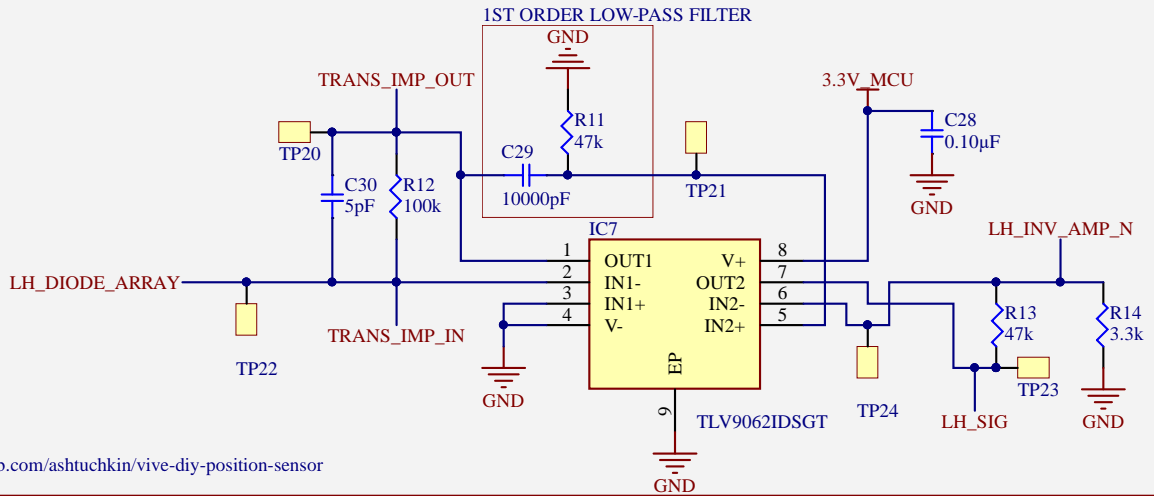 1ST ORDER LOW-PASS FILTER
GND
TRANS_IMP_OUT
3.3V_MCU
R11
47k
C28
0.10µF
TP20
C29
10000pF
C30
5pF
R12
100k
TP21
GND
IC7
LH_INV_AMP_N
LH_DIODE_ARRAY
1
OUT1
V+
8
2
IN1-
OUT2
7
3
IN1+
IN2-
6
4
V-
IN2+
5
R13
47k
R14
3.3k
TRANS_IMP_IN
TP22
EP
GND
9
TP24
TP23
TLV9062IDSGT
LH_SIG
GND
p.com/ashtuchkin/vive-diy-position-sensor
GND